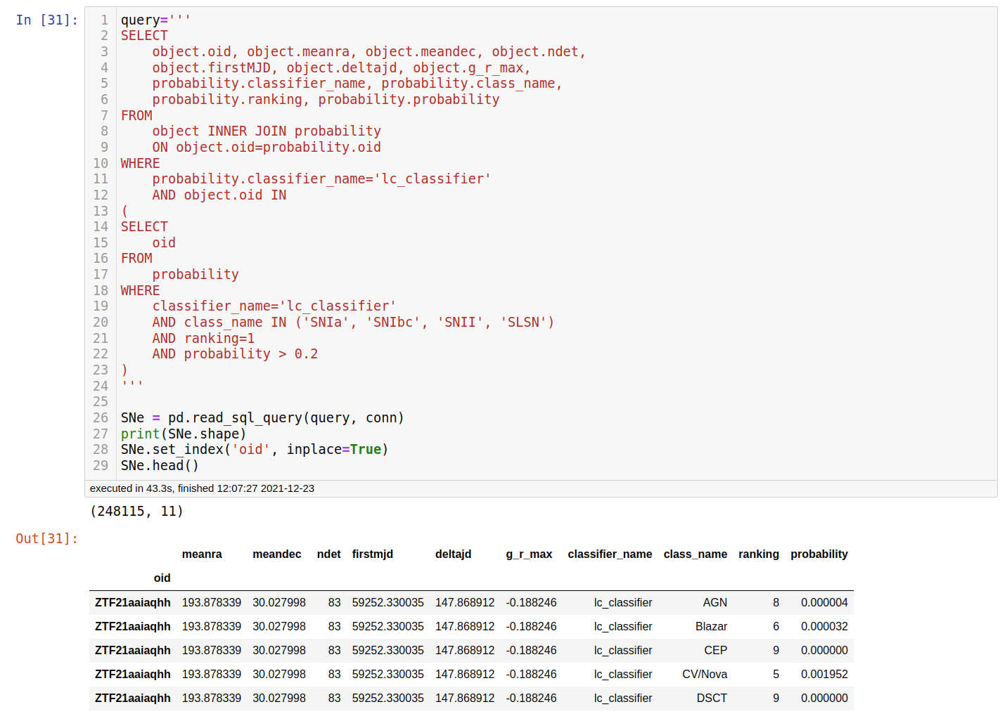 In [31]:
1 query='''
2 SELECT
3     object.oid, object.meanra, object.meandec, object.ndet,
4     object.firstMJD, object.deltajd, object.g_r_max,
5     probability.classifier_name, probability.class_name,
6     probability.ranking, probability.probability
7 FROM
8     object INNER JOIN probability
9     ON object.oid=probability.oid
10 WHERE
11     probability.classifier_name='lc_classifier'
12     AND object.oid IN
13 (
14 SELECT
15     oid
16 FROM
17     probability
18 WHERE
19     classifier_name='lc_classifier'
20     AND class_name IN ('SNIa', 'SNIbc', 'SNII', 'SLSN')
21     AND ranking=1
22     AND probability > 0.2
23 )
24 '''
25
26 SNe = pd.read_sql_query(query, conn)
27 print(SNe.shape)
28 SNe.set_index('oid', inplace=True)
29 SNe.head()
executed in 43.3s, finished 12:07:27 2021-12-23
(248115, 11)
Out[31]:
meanra meandec ndet firstmjd deltajd g_r_max classifier_name class_name ranking probability
oid
ZTF21aaiaqhh 193.878339 30.027998 83 59252.330035 147.868912 -0.188246 lc_classifier AGN 8 0.000004
ZTF21aaiaqhh 193.878339 30.027998 83 59252.330035 147.868912 -0.188246 lc_classifier Blazar 6 0.000032
ZTF21aaiaqhh 193.878339 30.027998 83 59252.330035 147.868912 -0.188246 lc_classifier CEP 9 0.000000
ZTF21aaiaqhh 193.878339 30.027998 83 59252.330035 147.868912 -0.188246 lc_classifier CV/Nova 5 0.001952
ZTF21aaiaqhh 193.878339 30.027998 83 59252.330035 147.868912 -0.188246 lc_classifier DSCT 9 0.000000